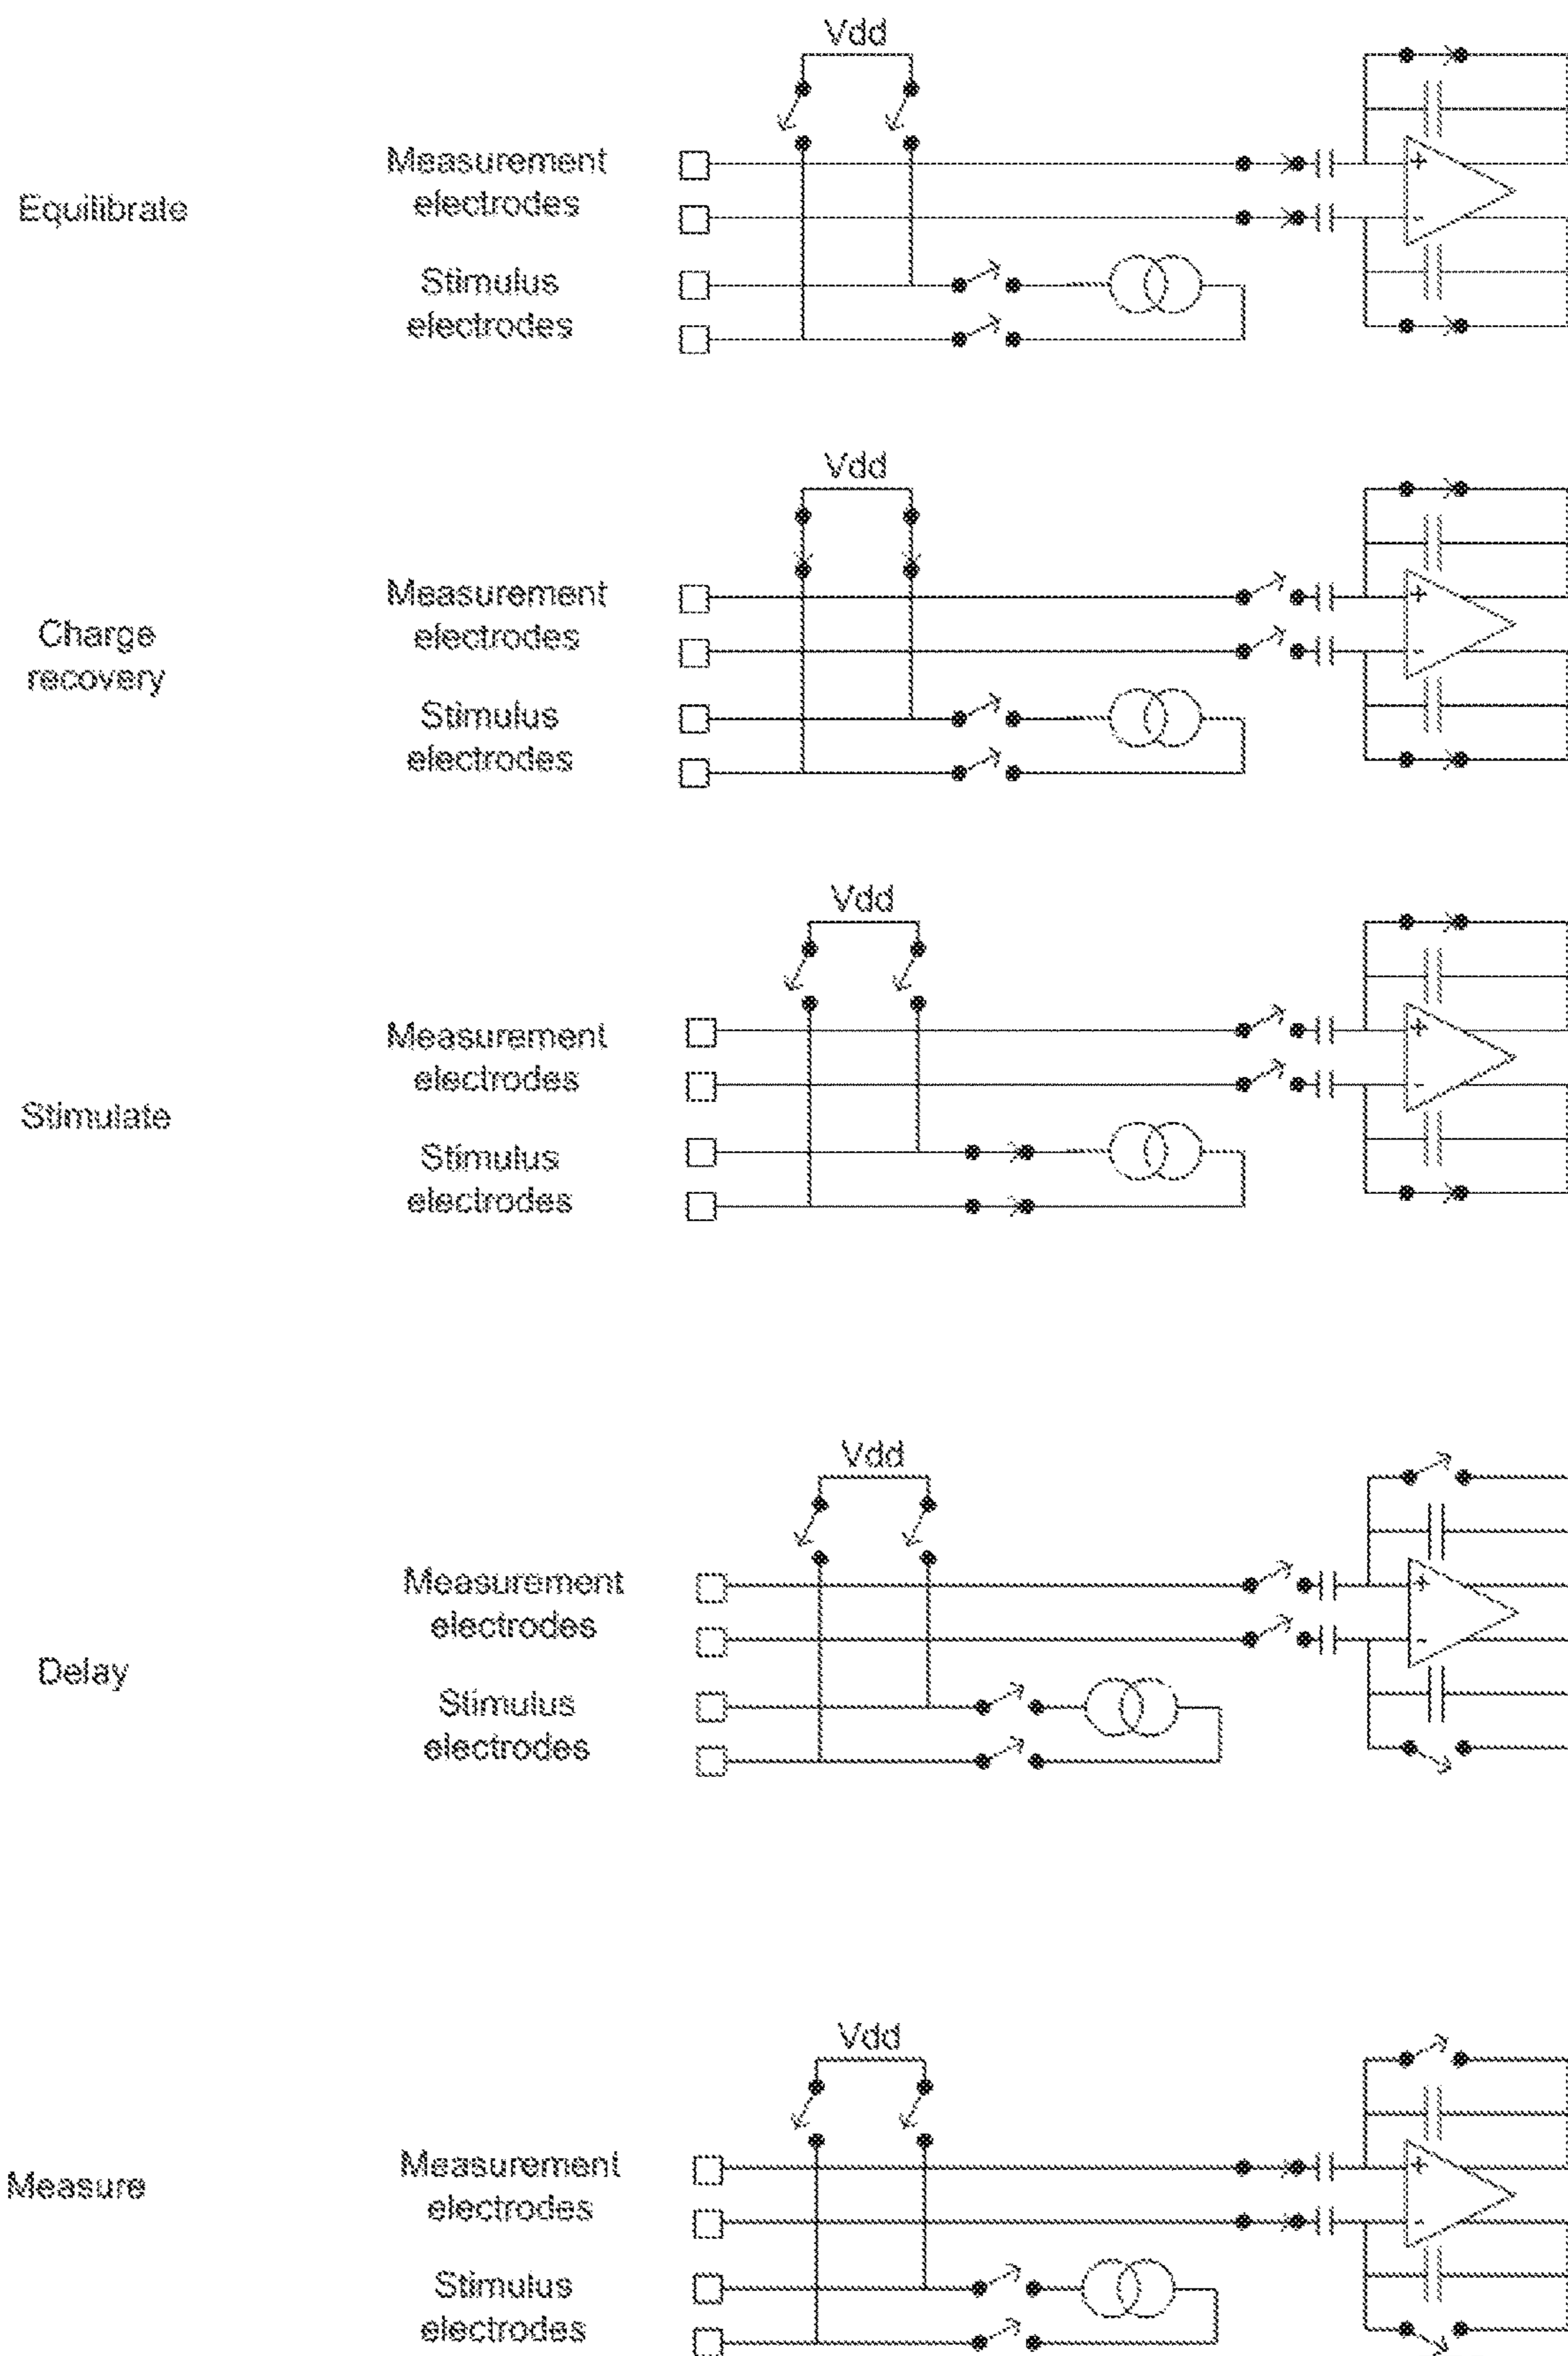 Vdd
Equilibrate
Measurement
electrodes
Stimulus
electrodes
+
-
Vdd
Charge
recovery
Measurement
electrodes
Stimulus
electrodes
+
-
Vdd
Stimulate
Measurement
electrodes
Stimulus
electrodes
+
-
Vdd
Delay
Measurement
electrodes
Stimulus
electrodes
+
-
Vdd
Measure
Measurement
electrodes
Stimulus
electrodes
+
-